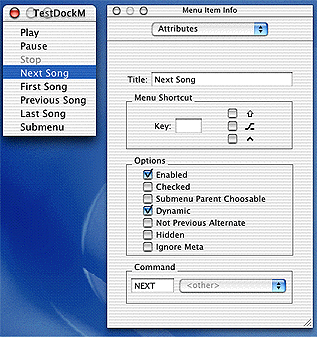 TestDockM
Play
Pause
Stop
Next Song
First Song
Previous Song
Last Song
Submenu
Menu Item Info
Attributes
Title: Next Song
Menu Shortcut
Key:
Options
Enabled
Checked
Submenu Parent Choosable
Dynamic
Not Previous Alternate
Hidden
Ignore Meta
Command
NEXT <other>